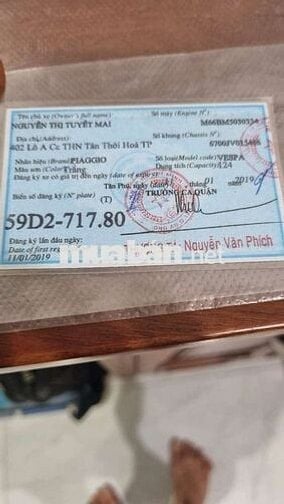 Tên chủ xe (Owner's full name)
NGUYỄN THỊ TUYẾT MAI
Địa chỉ (Address)
402 Lô A Cc THN Tân Thới Hoà TP
Nhãn hiệu (Brand) PIAGGIO
Màu sơn (Color) Trắng
Đăng ký xe có giá trị đến ngày
Biển số đăng ký (N° plate)
59D2-717.80
Đăng ký lần đầu ngày:
Date of first
11/01/2019
Số máy (Engine N°)
M66BM5030334
Số khung (Chassis N°)
Số loại (Model code) VESPA
Dung tích (Capacity) 124
Tân Phú, ngày 01 2019
TRƯỞNG CA QUẬN
Nguyễn Văn Phích
muaban.net